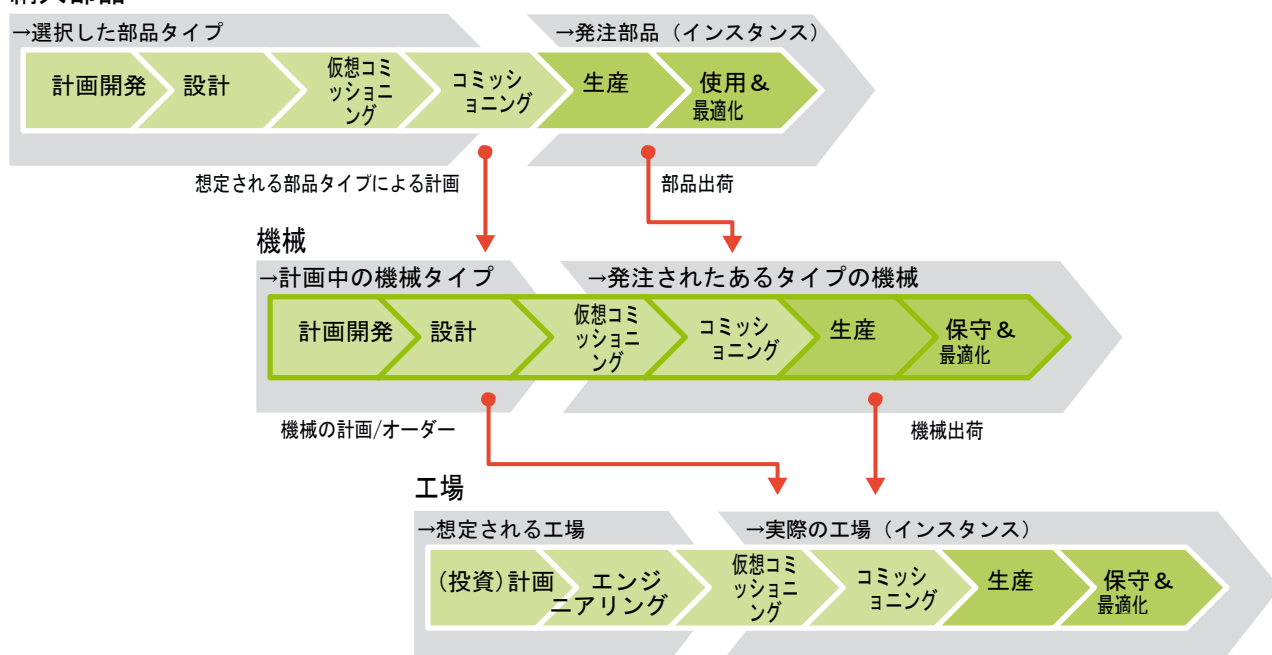 →選択した部品タイプ
→発注部品（インスタンス）
計画開発
設計
仮想コミ
ッショニ
ング
コミッシ
ョニング
生産
使用＆
最適化
想定される部品タイプによる計画
部品出荷
機械
→計画中の機械タイプ
→発注されたあるタイプの機械
計画開発
設計
仮想コミ
ッショニ
ング
コミッシ
ョニング
生産
保守＆
最適化
機械の計画/オーダー
機械出荷
工場
→想定される工場
→実際の工場（インスタンス）
(投資)計画
エンジ
ニアリング
仮想コミ
ッショニ
ング
コミッシ
ョニング
生産
保守＆
最適化